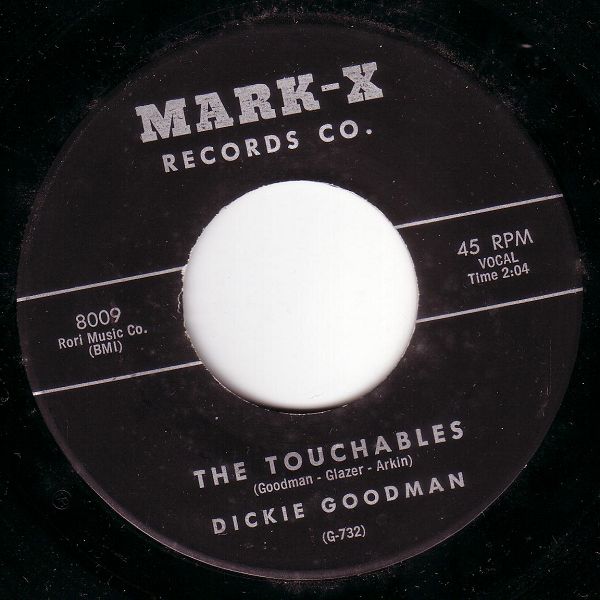 MARK-X
RECORDS CO.
45 RPM
VOCAL
Time 2:04
8009
Rori Music Co.
(BMI)
THE TOUCHABLES
(Goodman - Glazer - Arkin)
DICKIE GOODMAN
(G-732)